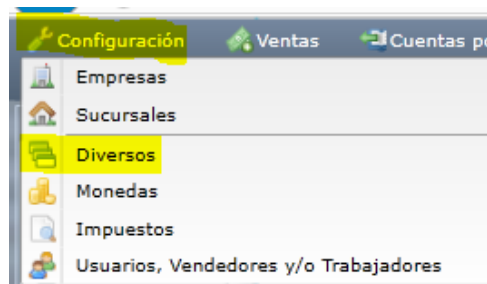 Configuración Ventas Cuentas
Empresas
Sucursales
Diversos
Monedas
Impuestos
Usuarios, Vendedores y/o Trabajadores